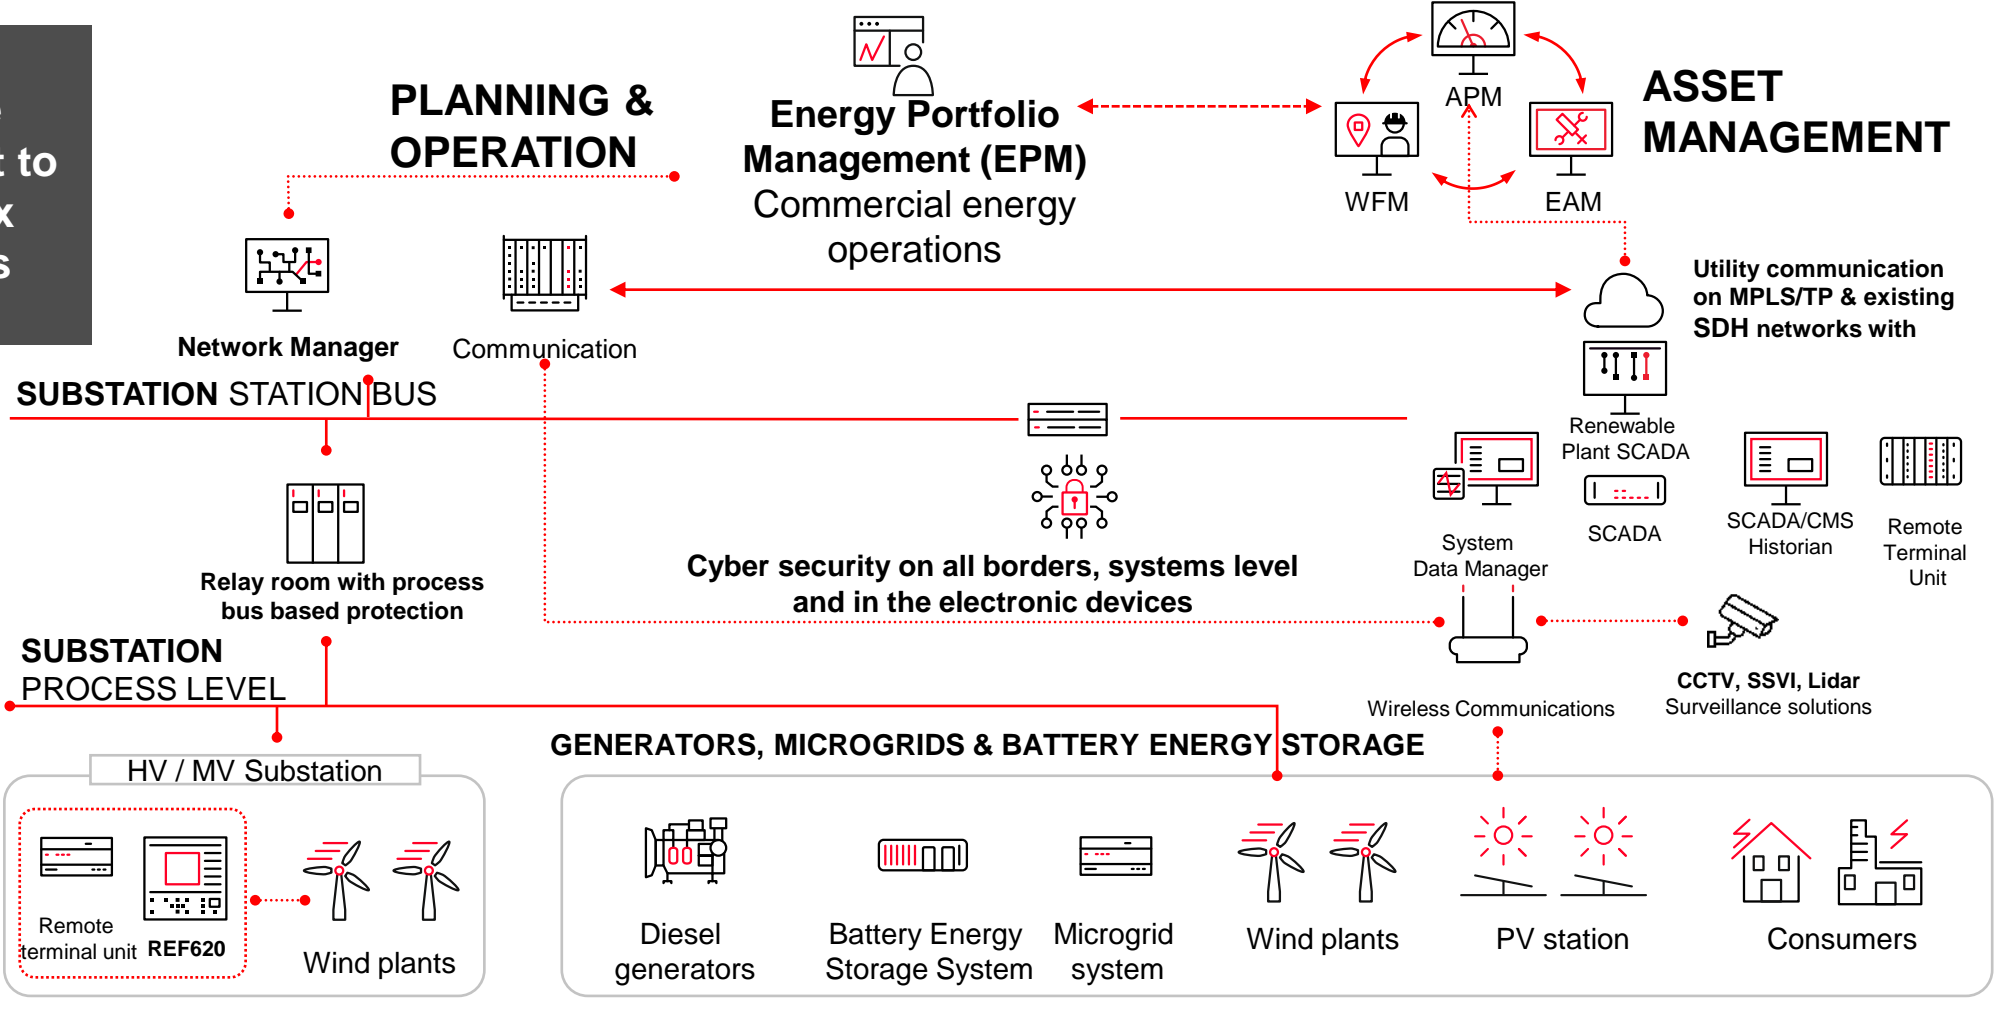 t to
x
s
PLANNING &
OPERATION
Energy Portfolio
Management (EPM)
Commercial energy
operations
APM
WFM
EAM
ASSET
MANAGEMENT
Utility communication
on MPLS/TP & existing
SDH networks with
Network Manager
Communication
SUBSTATION STATION BUS
Renewable
Plant SCADA
SCADA
SCADA/CMS
Historian
Remote
Terminal
Unit
System
Data Manager
Relay room with process
bus based protection
Cyber security on all borders, systems level
and in the electronic devices
SUBSTATION
PROCESS LEVEL
Wireless Communications
CCTV, SSVI, Lidar
Surveillance solutions
GENERATORS, MICROGRIDS & BATTERY ENERGY STORAGE
HV / MV Substation
Remote
terminal unit
REF620
Wind plants
Diesel
generators
Battery Energy
Storage System
Microgrid
system
Wind plants
PV station
Consumers